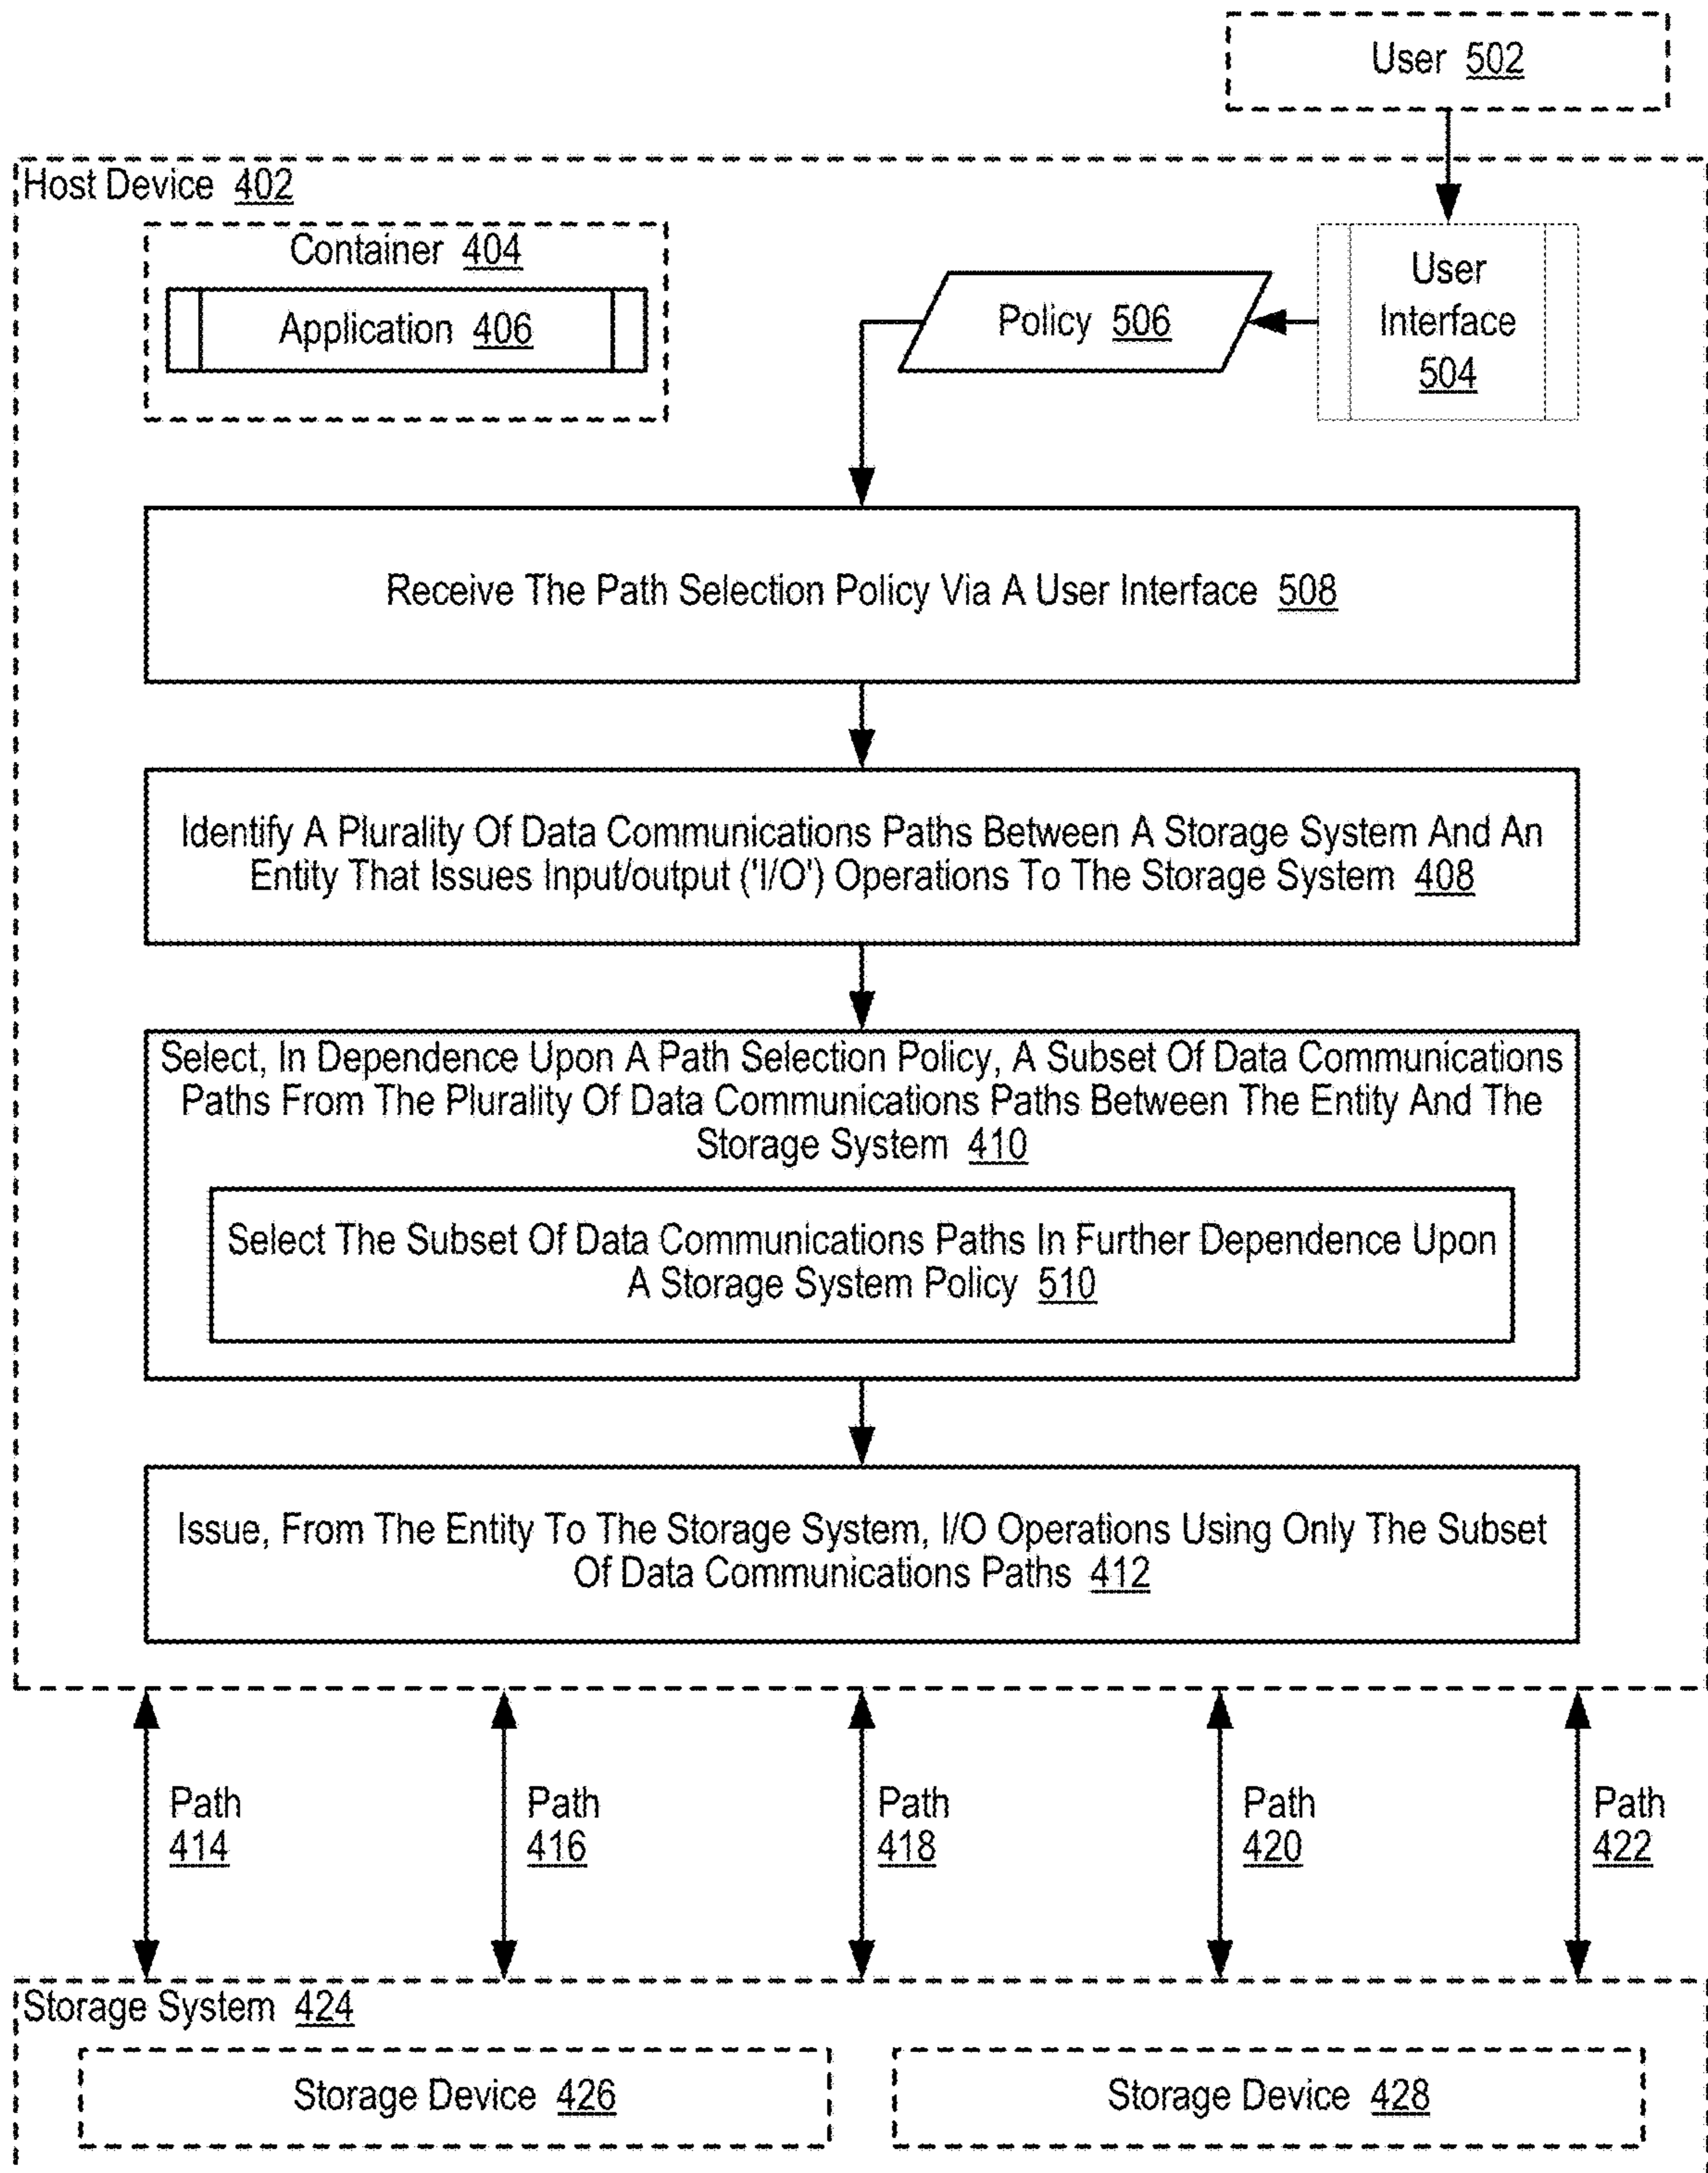 User 502
Host Device 402
Container 404
Application 406
Policy 506
User
Interface
504
Receive The Path Selection Policy Via A User Interface 508
Identify A Plurality Of Data Communications Paths Between A Storage System And An
Entity That Issues Input/output ('I/O') Operations To The Storage System 408
Select, In Dependence Upon A Path Selection Policy, A Subset Of Data Communications
Paths From The Plurality Of Data Communications Paths Between The Entity And The
Storage System 410
Select The Subset Of Data Communications Paths In Further Dependence Upon
A Storage System Policy 510
Issue, From The Entity To The Storage System, I/O Operations Using Only The Subset
Of Data Communications Paths 412
Path
414
Path
416
Path
418
Path
420
Path
422
Storage System 424
Storage Device 426
Storage Device 428